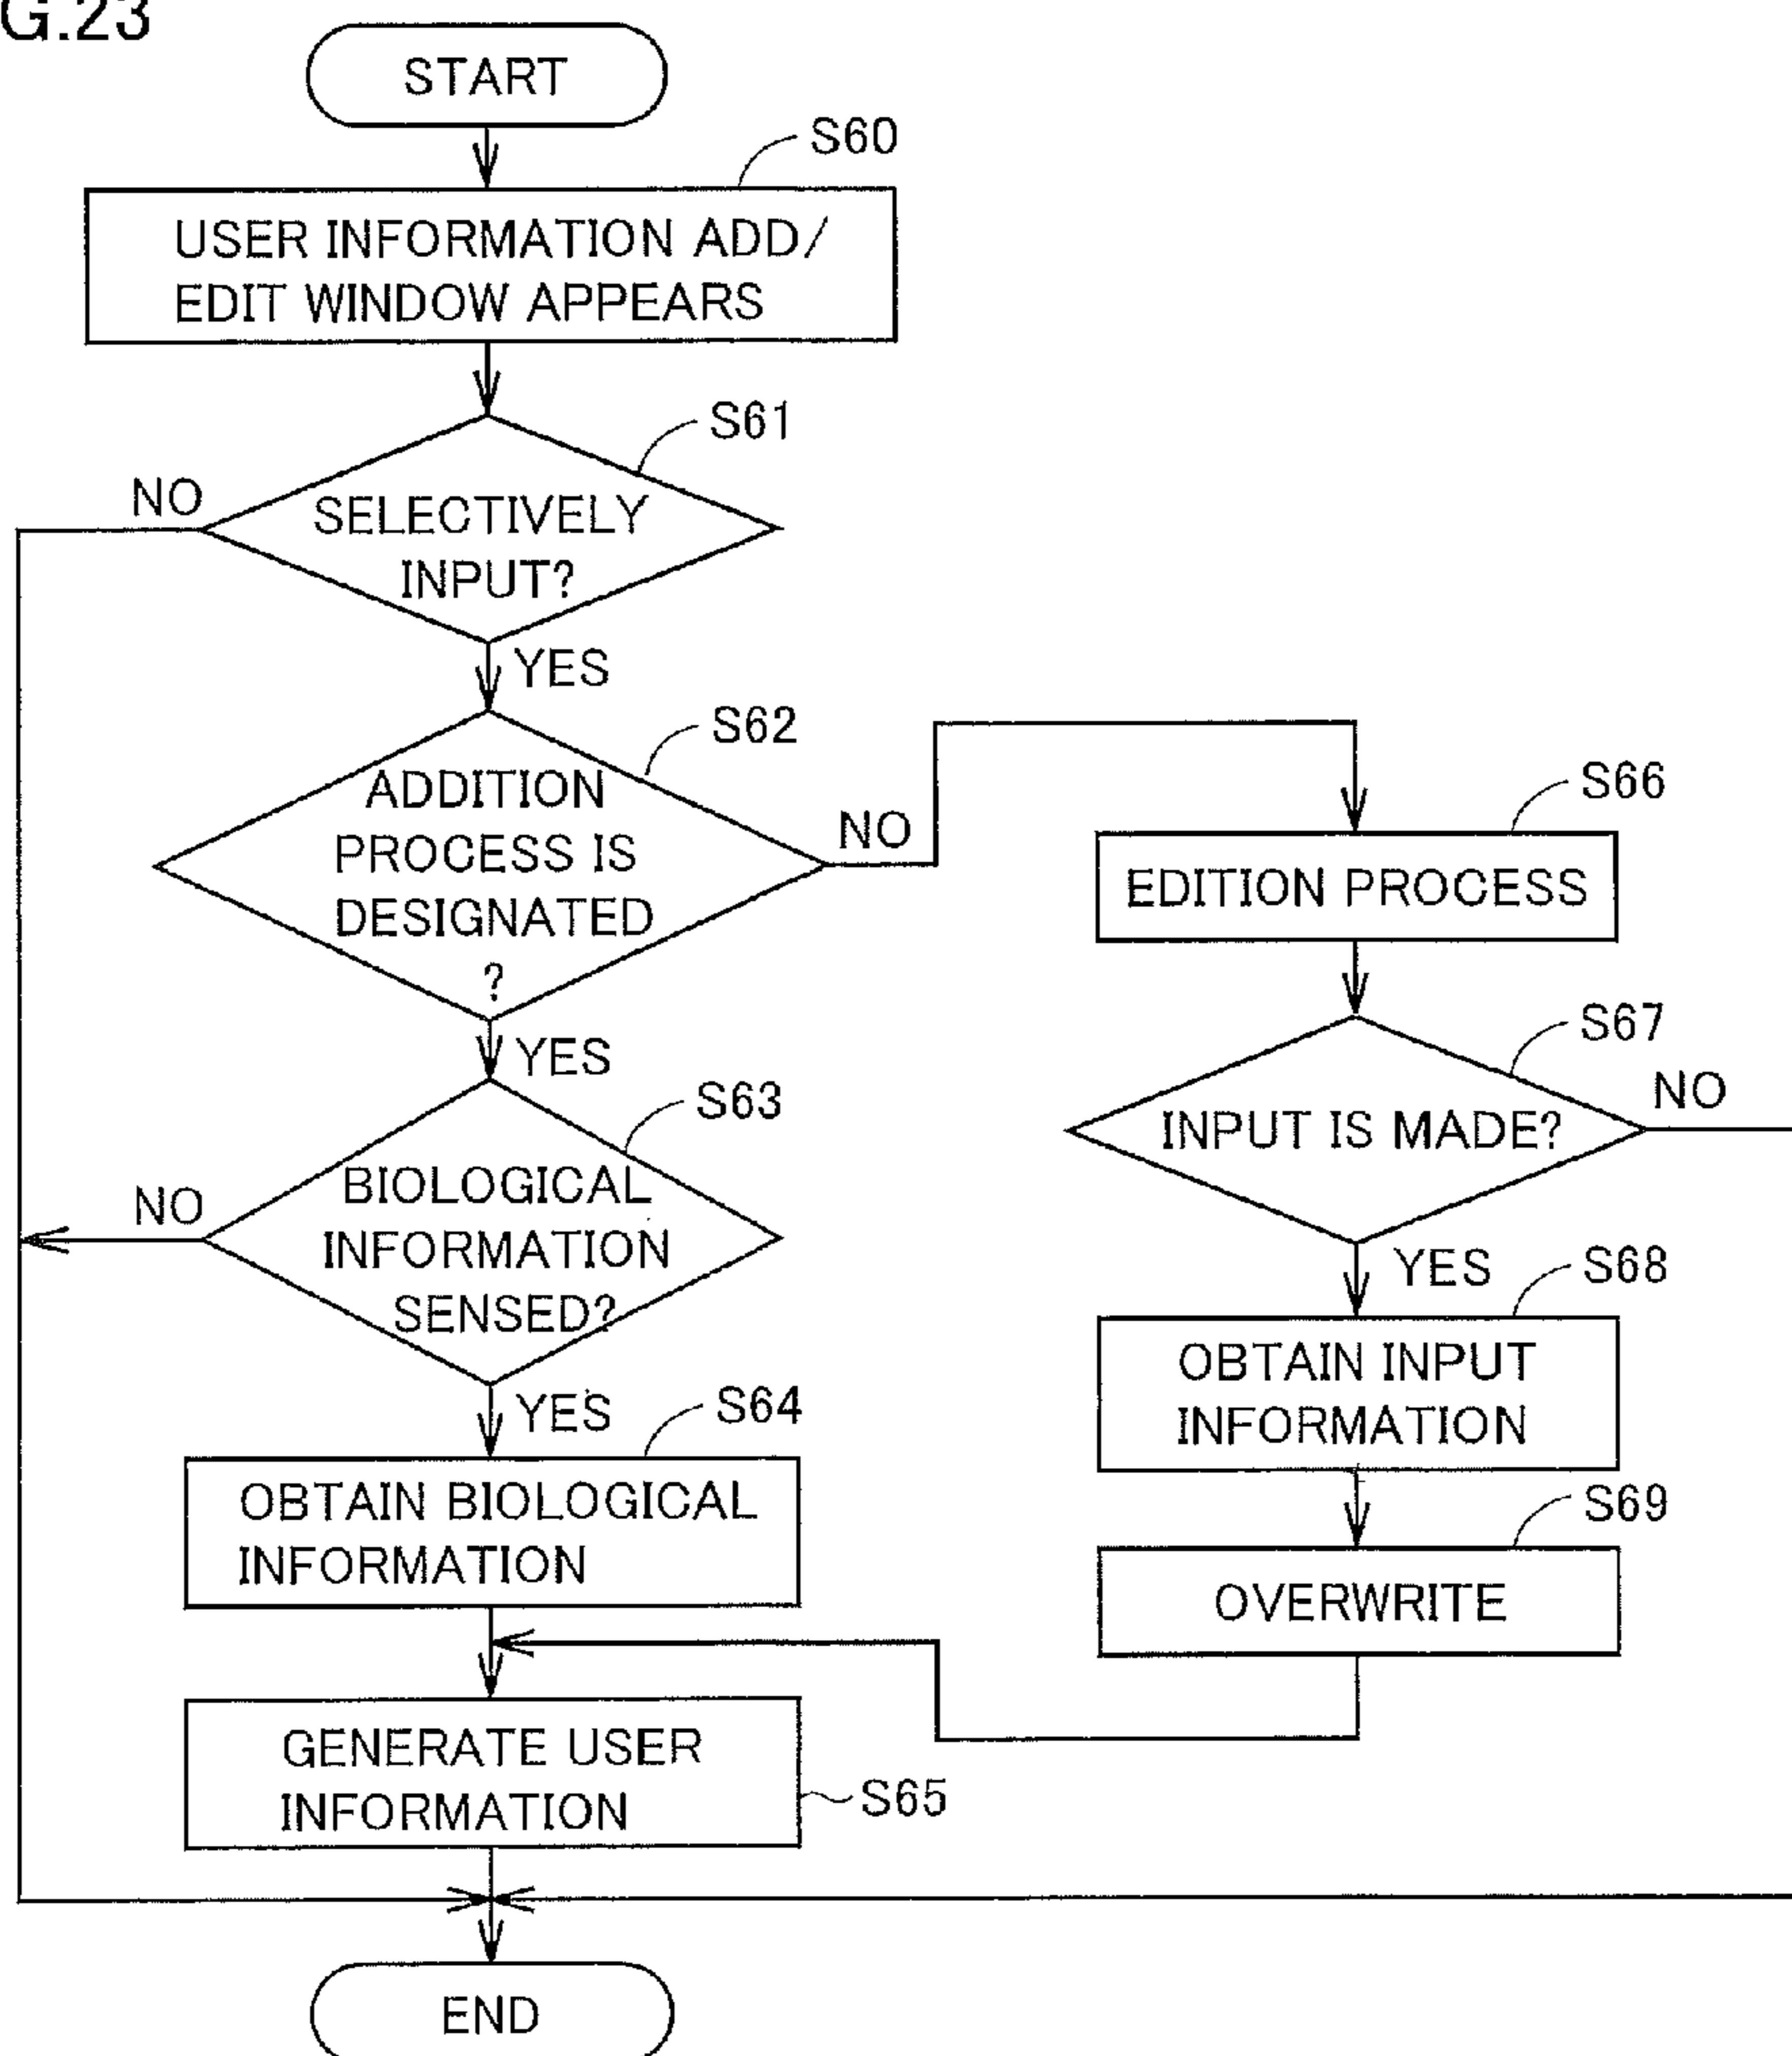 G.23
START
S60
USER INFORMATION ADD/
EDIT WINDOW APPEARS
S61
NO
SELECTIVELY
INPUT?
YES
S62
ADDITION
PROCESS IS
DESIGNATED
?
NO
YES
S63
NO
BIOLOGICAL
INFORMATION
SENSED?
YES
S64
OBTAIN BIOLOGICAL
INFORMATION
GENERATE USER
INFORMATION
S65
END
S66
EDITION PROCESS
S67
NO
INPUT IS MADE?
YES
S68
OBTAIN INPUT
INFORMATION
S69
OVERWRITE